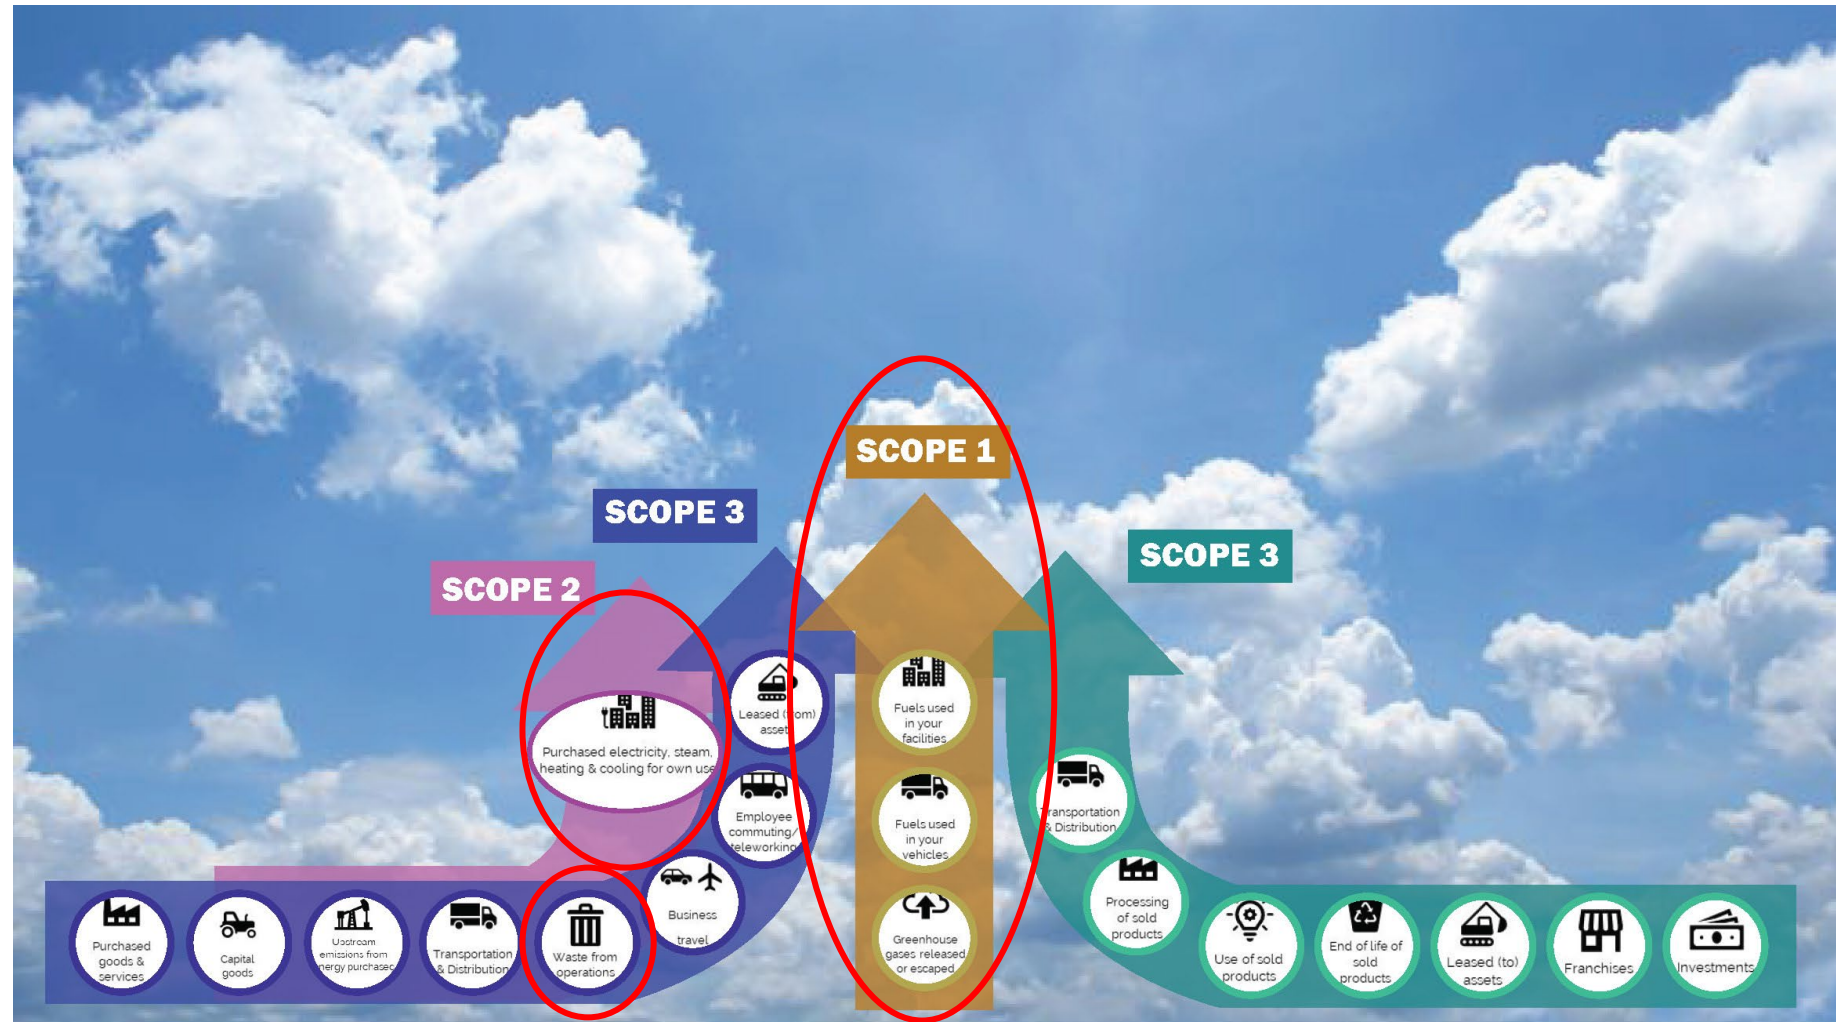 SCOPE 1
SCOPE 3
SCOPE 2
SCOPE 3
Purchased electricity, steam,
heating & cooling for own use
Leased (from)
assets
Employee
commuting/
teleworking
Business
travel
Purchased
goods &
services
Capital
goods
Upstream
emissions from
energy purchased
Transportation
& Distribution
Waste from
operations
Fuels used
in your
facilities
Fuels used
in your
vehicles
Greenhouse
gases released
or escaped
Transportation
& Distribution
Processing
of sold
products
Use of sold
products
End of life of
sold
products
Leased (to)
assets
Franchises
Investments